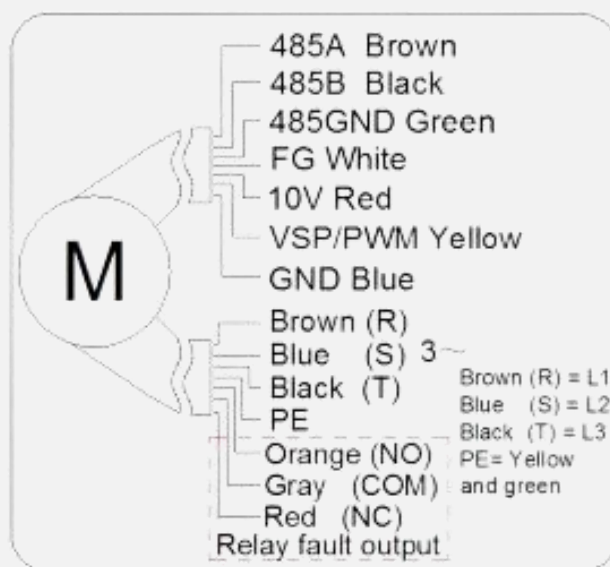 485A Brown
485B Black
485GND Green
FG White
10V Red
VSP/PWM Yellow
GND Blue
M
Brown (R)
Blue (S) 3~
Black (T)
PE
Orange (NO)
Gray (COM)
Red (NC)
Relay fault output
Brown (R) = L1
Blue (S) = L2
Black (T) = L3
PE= Yellow
and green